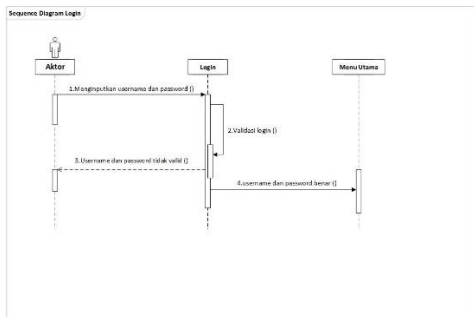 Sequence Diagram Login
Aktor
Login
Menu Utama
1.Menginputkan username dan password ()
2.Validasi login ()
3.Username dan password tidak valid ()
4.username dan password benar ()